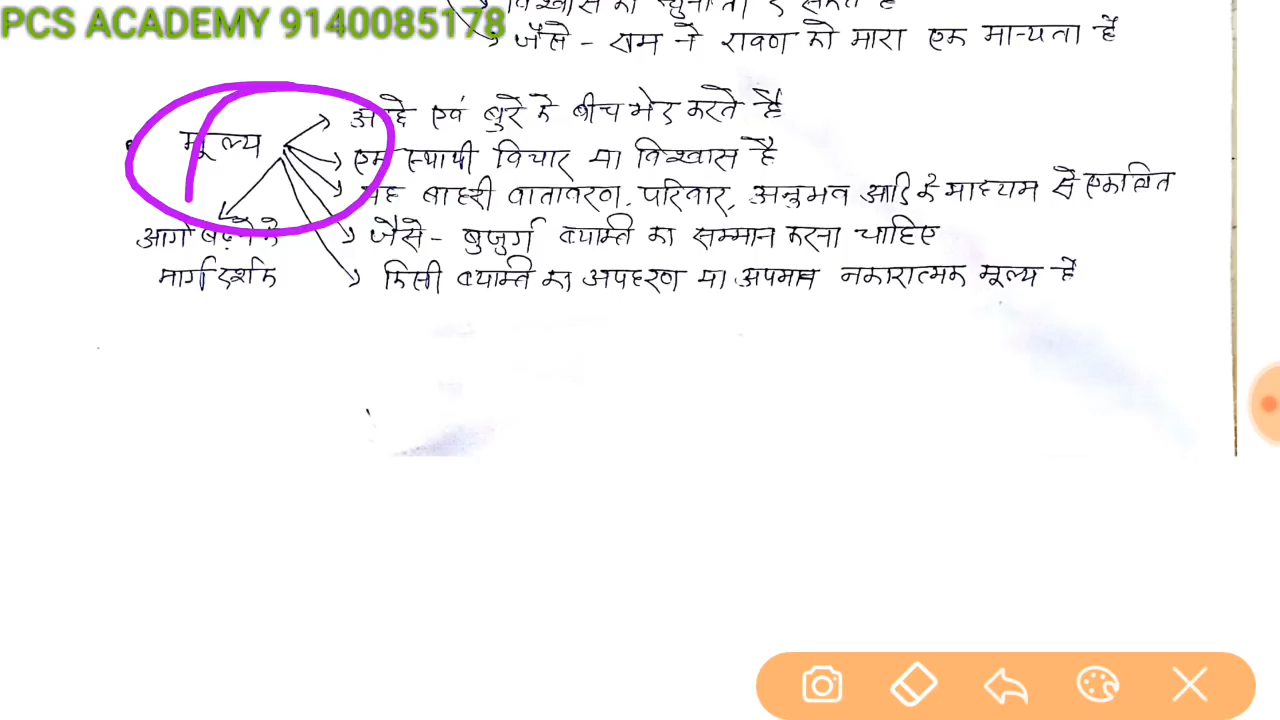 PCS ACADEMY 9140085178
जैसे - राम ने रावण को मारा एक मान्यता है
मूल्य
अच्छे एवं बुरे के बीच भेद करते है
एक स्थायी विचार या विश्वास है
यह बाहरी वातावरण, परिवार, अनुभव आदि के माध्यम से एकत्रित
जैसे - बुजुर्ग व्यक्ति का सम्मान करना चाहिए
किसी व्यक्ति का अपहरण या अपमान नकारात्मक मूल्य है
आगे बढ़ने के
मार्ग दर्शक